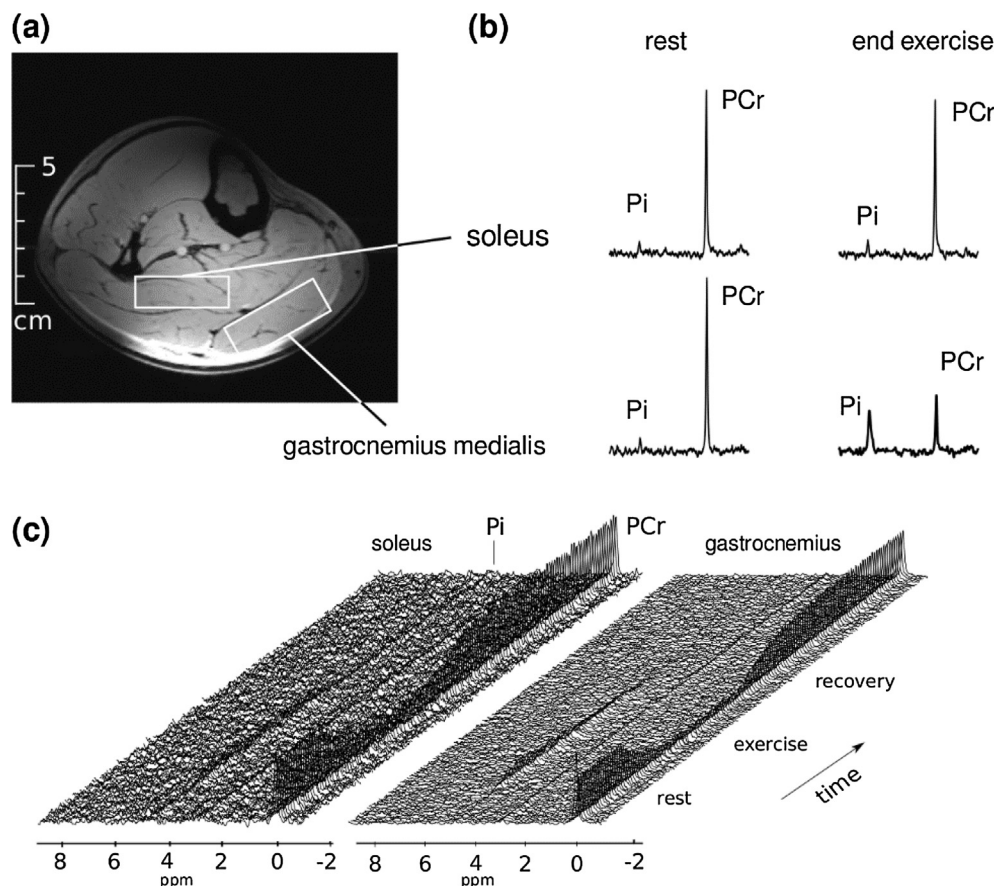 (a)
5
cm
soleus
gastrocnemius medialis
(b)
rest
end exercise
PCr
Pi
PCr
Pi
PCr
Pi
PCr
Pi
(c)
soleus
Pi
PCr
gastrocnemius
recovery
exercise
rest
time
8 6 4 2 0 -2
ppm
8 6 4 2 0 -2
ppm